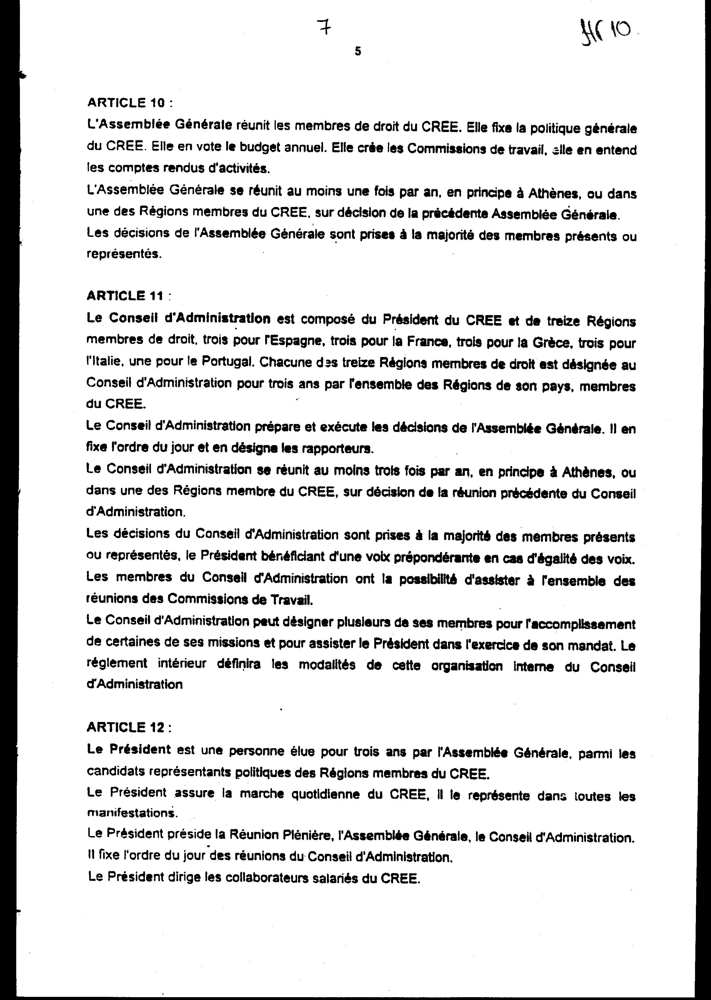 7
10
5
ARTICLE 10 :
L'Assemblée Générale réunit les membres de droit du CREE. Elle fixe la politique générale
du CREE. Elle en vote le budget annuel. Elle crée les Commissions de travail, elle en entend
les comptes rendus d'activités.
L'Assemblée Générale se réunit au moins une fois par an, en principe à Athènes, ou dans
une des Régions membres du CREE, sur décision de la précédente Assemblée Générale.
Les décisions de l'Assemblée Générale sont prises à la majorité des membres présents ou
représentés.
ARTICLE 11 :
Le Conseil d'Administration est composé du Président du CREE et de treize Régions
membres de droit, trois pour l'Espagne, trois pour la France, trois pour la Grèce, trois pour
l'Italie, une pour le Portugal. Chacune des treize Régions membres de droit est désignée au
Conseil d'Administration pour trois ans par l'ensemble des Régions de son pays, membres
du CREE.
Le Conseil d'Administration prépare et exécute les décisions de l'Assemblée Générale. Il en
fixe l'ordre du jour et en désigne les rapporteurs.
Le Conseil d'Administration se réunit au moins trois fois par an, en principe à Athènes, ou
dans une des Régions membre du CREE, sur décision de la réunion précédente du Conseil
d'Administration.
Les décisions du Conseil d'Administration sont prises à la majorité des membres présents
ou représentés, le Président bénéficiant d'une voix prépondérante en cas d'égalité des voix.
Les membres du Conseil d'Administration ont la possibilité d'assister à l'ensemble des
réunions des Commissions de Travail.
Le Conseil d'Administration peut désigner plusieurs de ses membres pour l'accomplissement
de certaines de ses missions et pour assister le Président dans l'exercice de son mandat. Le
réglement intérieur définira les modalités de cette organisation interne du Conseil
d'Administration
ARTICLE 12 :
Le Président est une personne élue pour trois ans par l'Assemblée Générale, parmi les
candidats représentants politiques des Régions membres du CREE.
Le Président assure la marche quotidienne du CREE, il le représente dans toutes les
manifestations.
Le Président préside la Réunion Plénière, l'Assemblée Générale, le Conseil d'Administration.
Il fixe l'ordre du jour des réunions du Conseil d'Administration.
Le Président dirige les collaborateurs salariés du CREE.